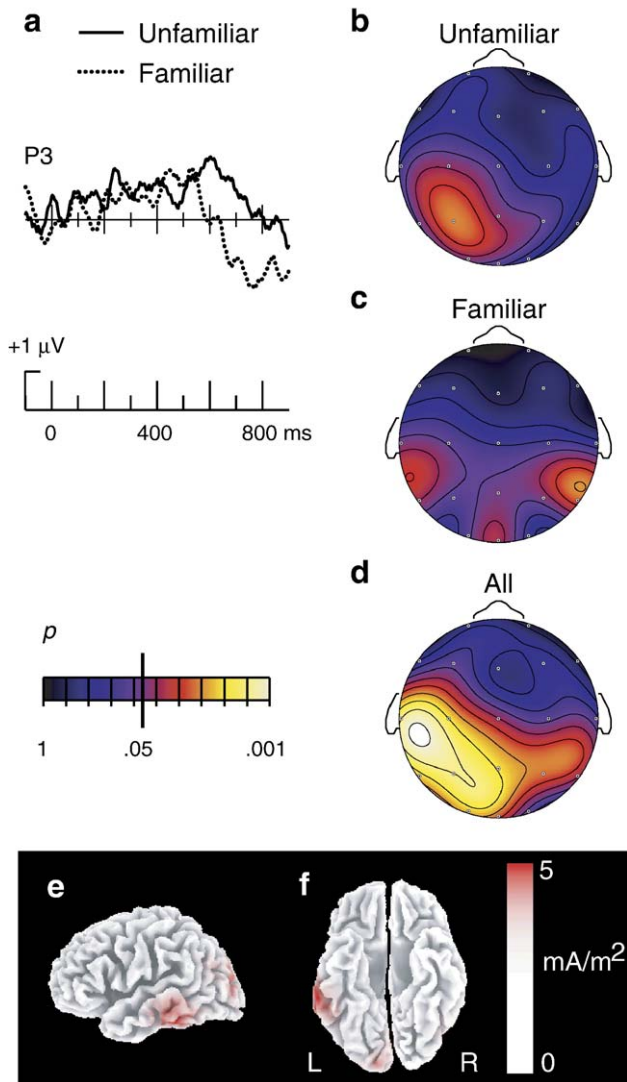 a
Unfamiliar
Familiar
P3
+1 μV
0 400 800 ms
p
1 .05 .001
b
Unfamiliar
c
Familiar
d
All
e
f
L R
5
mA/m²
0